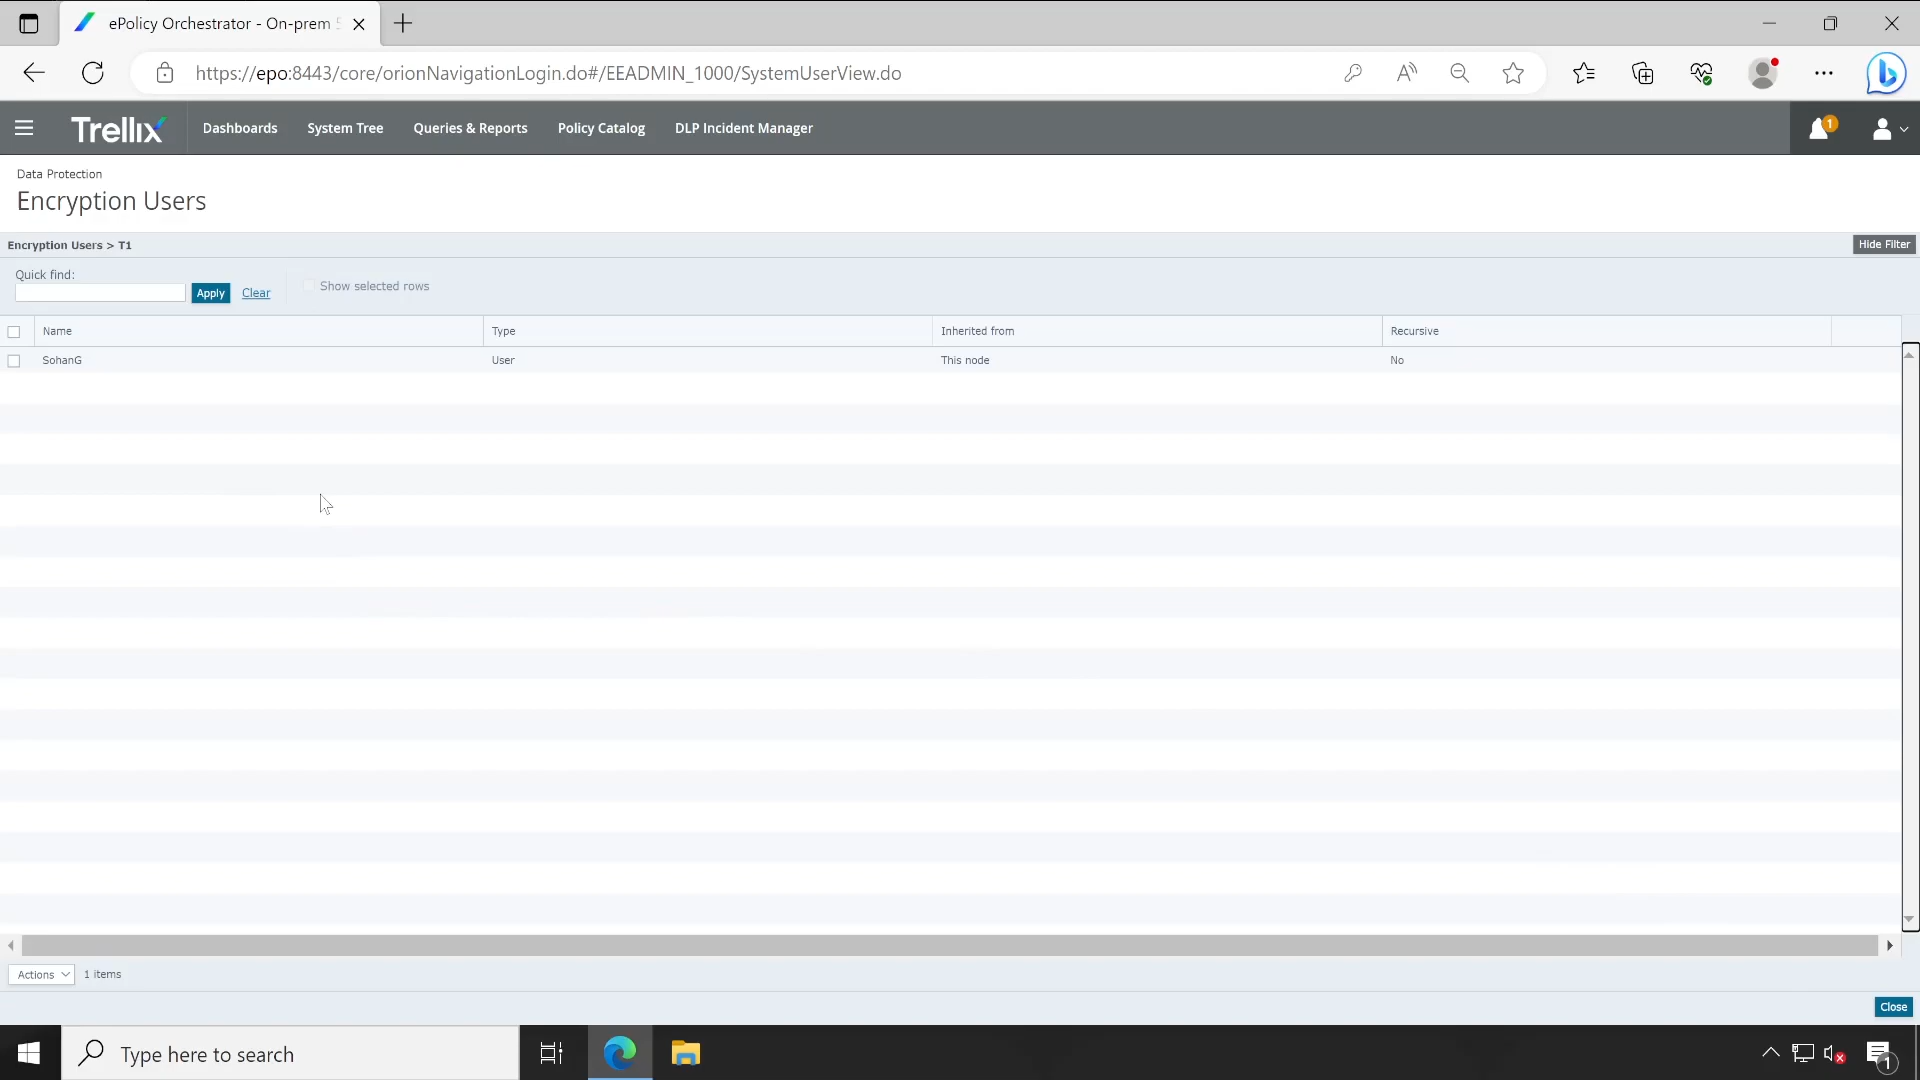 ePolicy Orchestrator - On-prem
https://epo:8443/core/orionNavigationLogin.do#/EEADMIN_1000/SystemUserView.do
Trellix
Dashboards
System Tree
Queries & Reports
Policy Catalog
DLP Incident Manager
1
Data Protection
Encryption Users
Encryption Users > T1
Hide Filter
Quick find:
Apply
Clear
Show selected rows
Name
Type
Inherited from
Recursive
SohanG
User
This node
No
Actions
1 items
Close
Type here to search
1